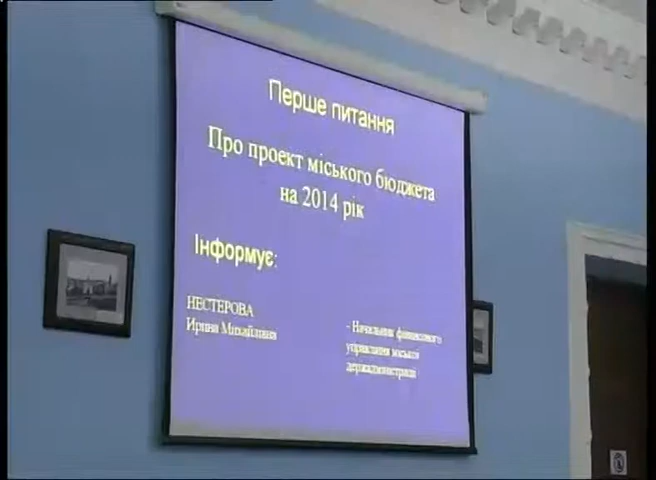 Перше питання
Про проект міського бюджета
на 2014 рік
Інформує:
НЕСТЕРОВА
Ірина Михайлівна
- Начальник фінансового
управління міської
держадміністрації